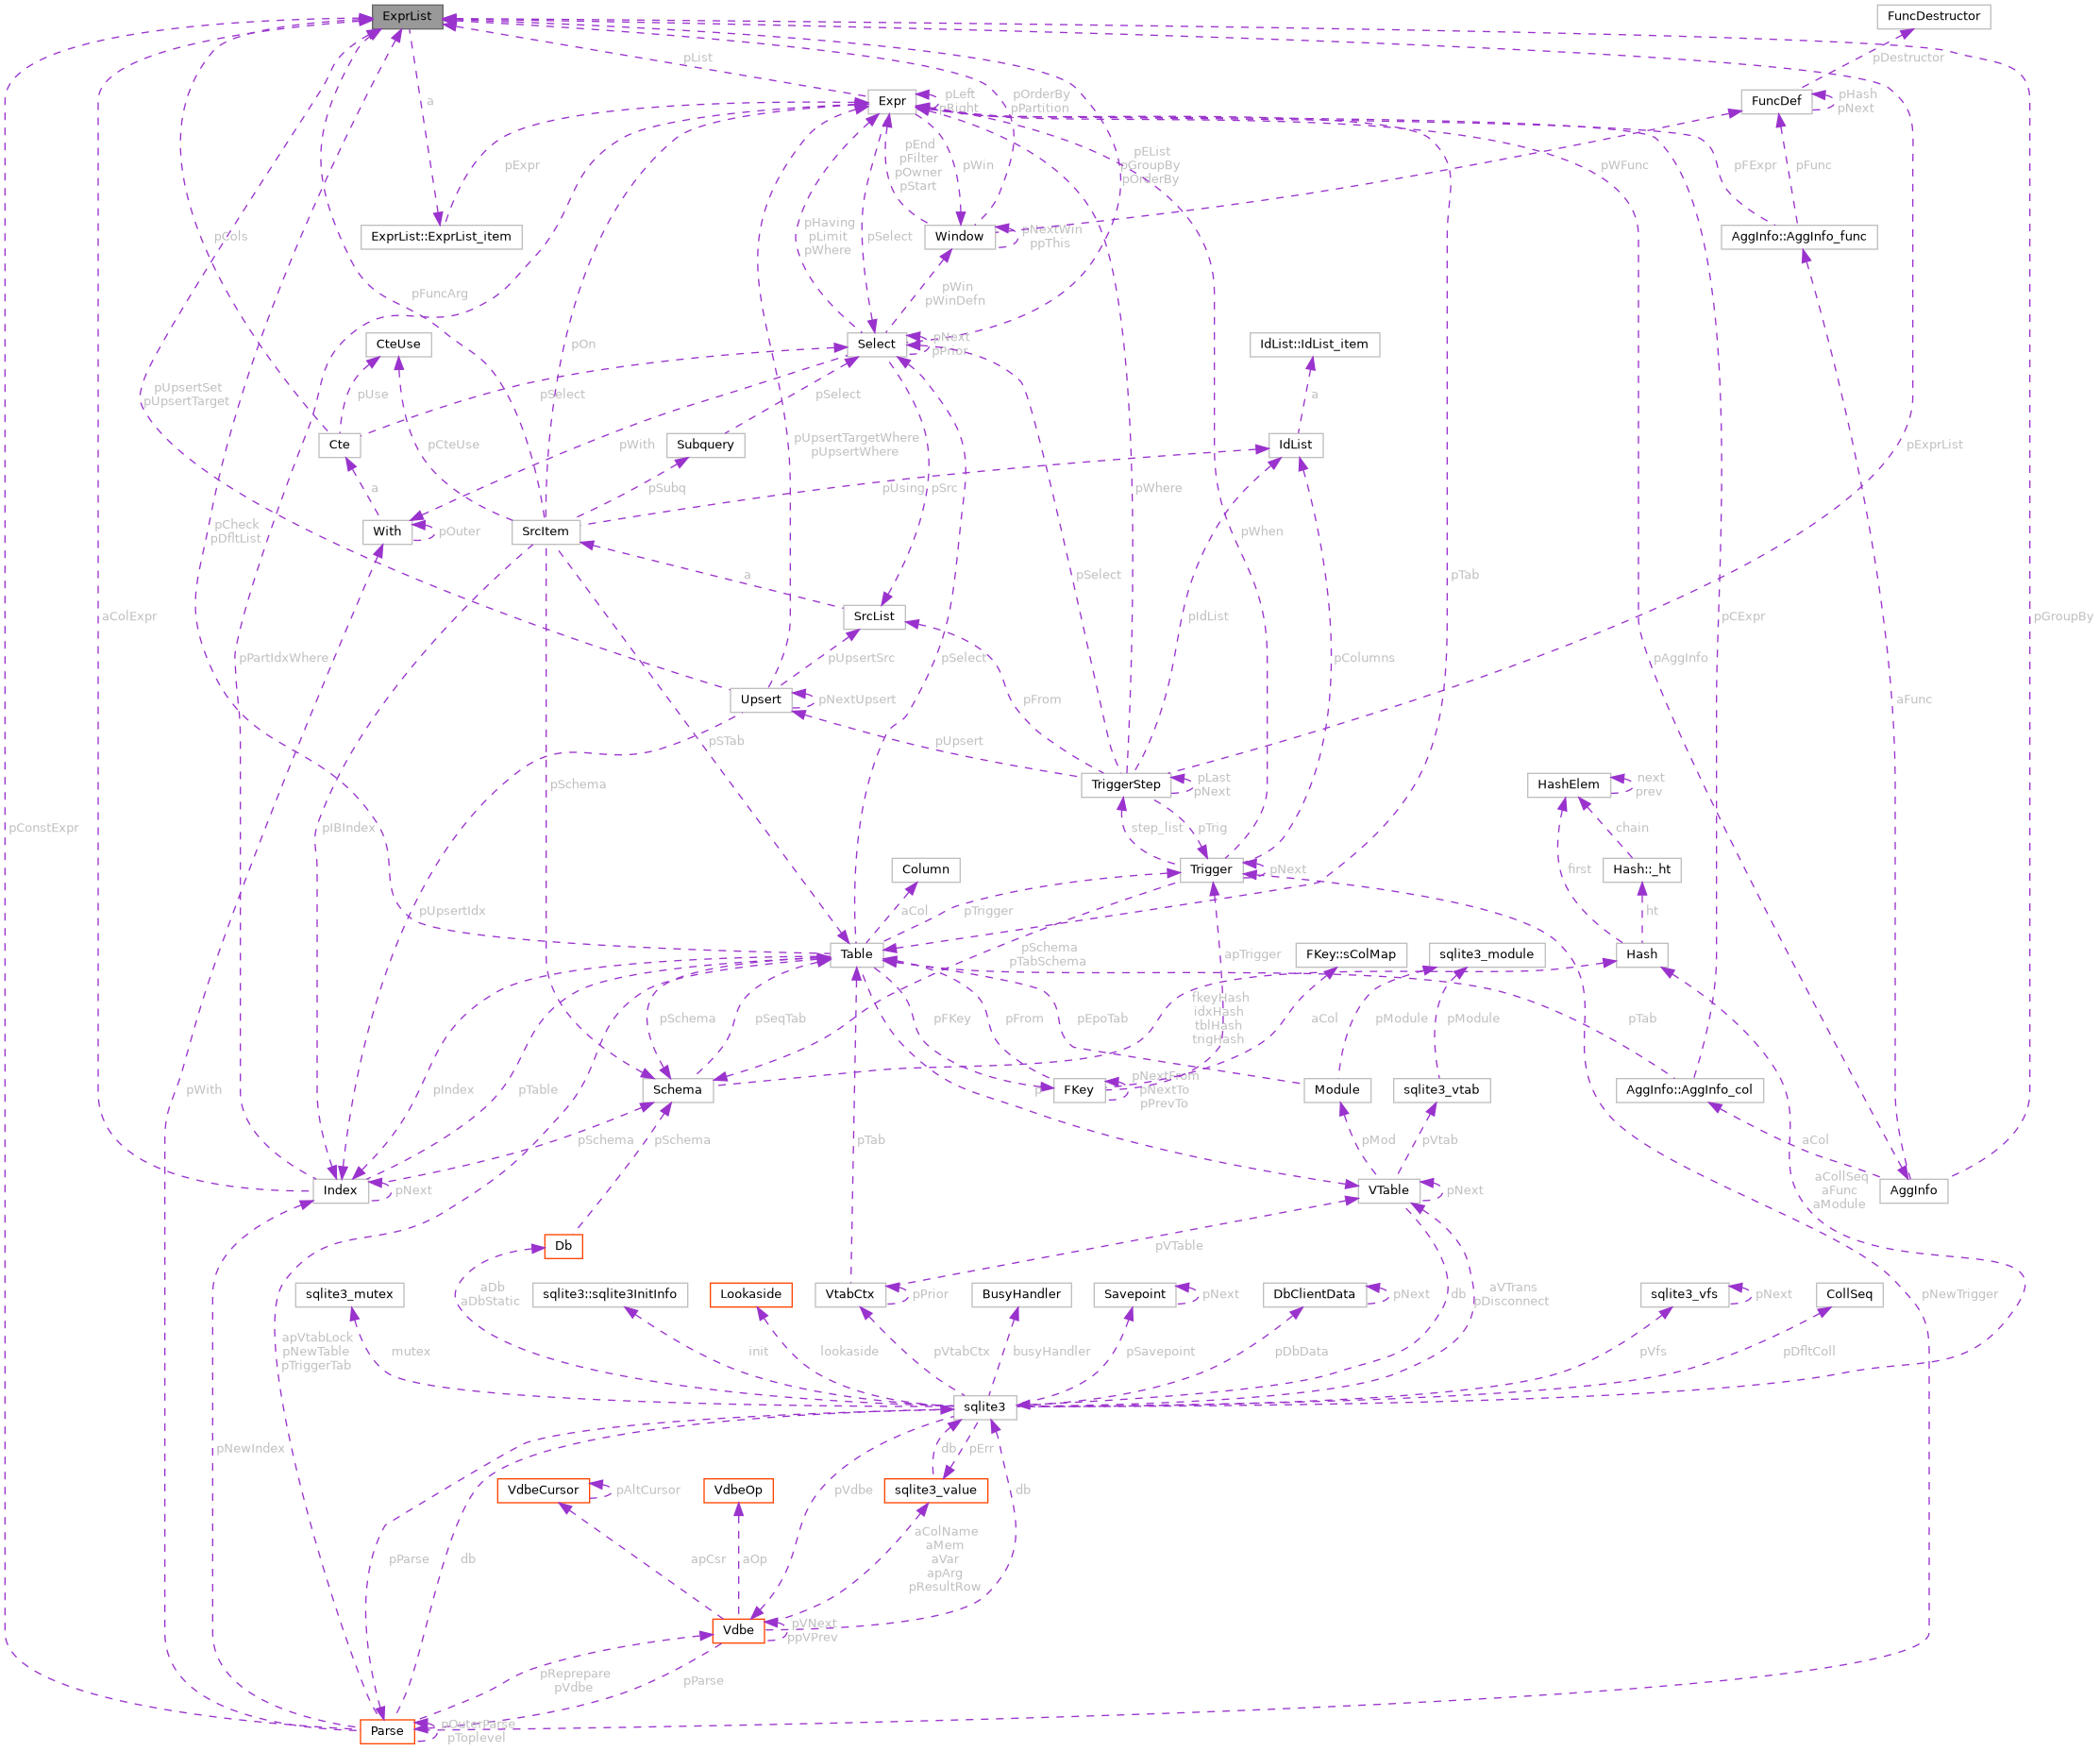 ExprList
FuncDestructor
pList
pDestructor
Expr
pLeft
pRight
pOrderBy
pPartition
FuncDef
pHash
pNext
a
pExpr
pEnd
pFilter
pOwner
pStart
pWin
pEList
pGroupBy
pOrderBy
pWFunc
pFExpr
pFunc
ExprList::ExprList_item
pCols
pHaving
pLimit
pWhere
pSelect
Window
pNextWin
ppThis
AggInfo::AggInfo_func
pFuncArg
pWin
pWinDefn
CteUse
pOn
Select
pNext
pPrior
IdList::IdList_item
pUpsertSet
pUpsertTarget
pUse
pSelect
pSelect
a
pExprList
Cte
pCteUse
Subquery
pUpsertTargetWhere
pUpsertWhere
pWith
IdList
a
pSubq
pUsing
pSrc
pWhere
With
pOuter
SrcItem
pCheck
pDfltList
pWhen
pSelect
a
pTab
SrcList
pIdList
aColExpr
pPartIdxWhere
pUpsertSrc
pSelect
pColumns
pCExpr
pAggInfo
pGroupBy
Upsert
pNextUpsert
pFrom
aFunc
pSTab
pUpsert
pSchema
TriggerStep
pLast
pNext
HashElem
next
prev
pConstExpr
pIBIndex
step_list
pTrig
chain
Column
Trigger
pNext
first
Hash::_ht
pUpsertIdx
aCol
pTrigger
ht
Table
pSchema
pTabSchema
apTrigger
FKey::sColMap
sqlite3_module
Hash
pSchema
pSeqTab
pFKey
pFrom
pEpoTab
fkeyHash
idxHash
tblHash
trigHash
aCol
pModule
pModule
pTab
pWith
pIndex
pTable
Schema
p
FKey
pNextFrom
pNextTo
pPrevTo
Module
sqlite3_vtab
AggInfo::AggInfo_col
pSchema
pSchema
pTab
pMod
pVtab
aCol
Index
pNext
VTable
pNext
aCollSeq
aFunc
aModule
AggInfo
Db
pVTable
sqlite3_mutex
aDb
aDbStatic
sqlite3::sqlite3InitInfo
Lookaside
VtabCtx
pPrior
BusyHandler
Savepoint
pNext
DbClientData
pNext
db
aVTrans
pDisconnect
sqlite3_vfs
pNext
CollSeq
pNewTrigger
apVtabLock
pNewTable
pTriggerTab
mutex
init
lookaside
pVtabCtx
busyHandler
pSavepoint
pDbData
pVfs
pDfltColl
sqlite3
pNewIndex
db
pErr
VdbeCursor
pAltCursor
VdbeOp
pVdbe
sqlite3_value
db
pParse
db
apCsr
aOp
aColName
aMem
aVar
apArg
pResultRow
Vdbe
pVNext
ppVPrev
pReprepare
pVdbe
pParse
Parse
pOuterParse
pToplevel